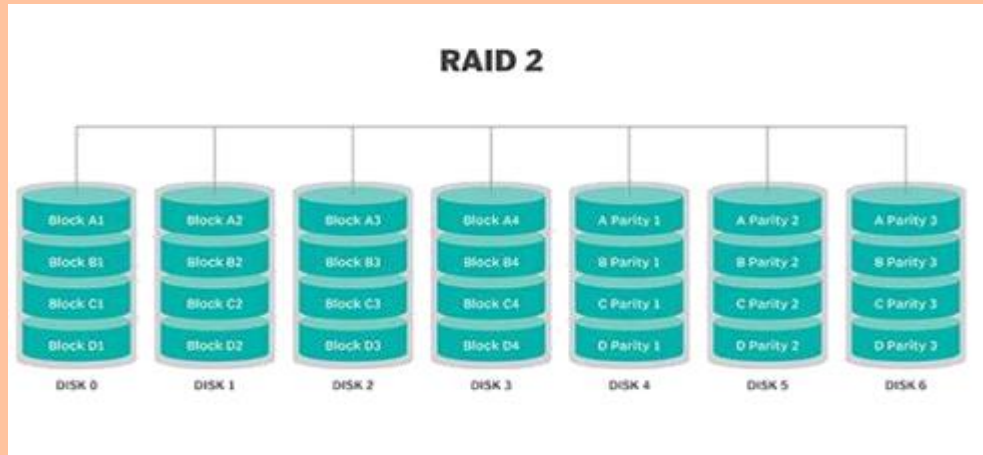 RAID 2
Block A1 Block A2 Block A3 Block A4 A Parity 1 A Parity 2 A Parity 3
Block B1 Block B2 Block B3 Block B4 B Parity 1 B Parity 2 B Parity 3
Block C1 Block C2 Block C3 Block C4 C Parity 1 C Parity 2 C Parity 3
Block D1 Block D2 Block D3 Block D4 D Parity 1 D Parity 2 D Parity 3
DISK 0 DISK 1 DISK 2 DISK 3 DISK 4 DISK 5 DISK 6